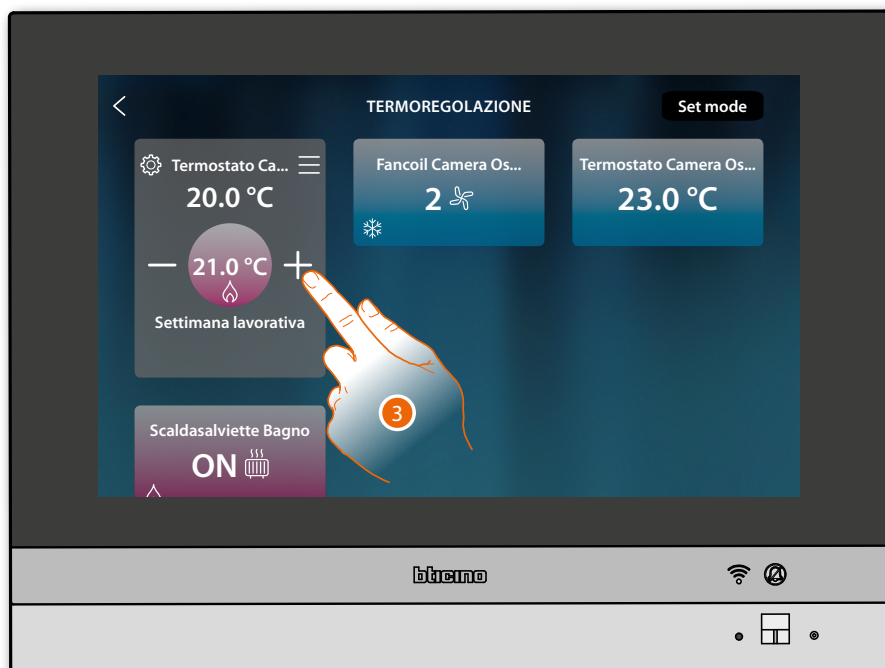 TERMOREGOLAZIONE
Set mode
Termostato Ca...
20.0 °C
21.0 °C
Settimana lavorativa
Fancoil Camera Os...
2
Termostato Camera Os...
23.0 °C
3
Scaldasalviette Bagno
ON
bticino